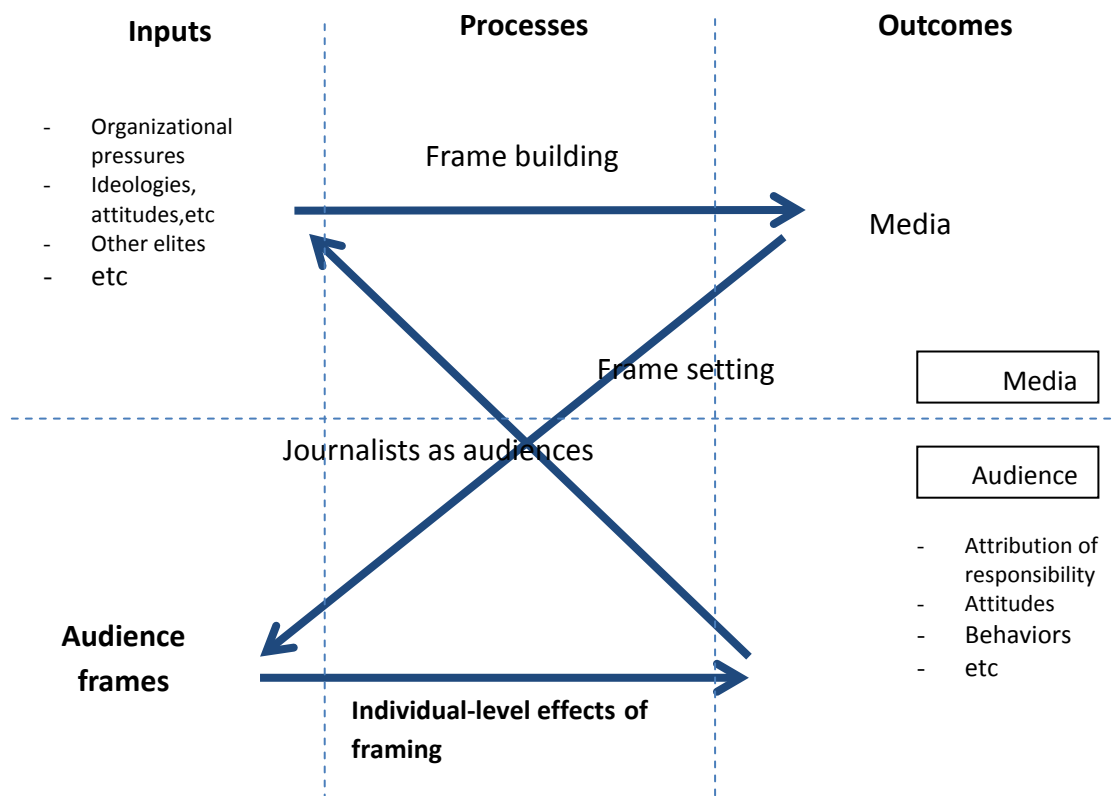 Inputs
Processes
Outcomes
- Organizational
pressures
- Ideologies,
attitudes,etc
- Other elites
- etc
Frame building
Media
Frame setting
Media
Journalists as audiences
Audience
- Attribution of
responsibility
- Attitudes
- Behaviors
- etc
Audience
frames
Individual-level effects of
framing